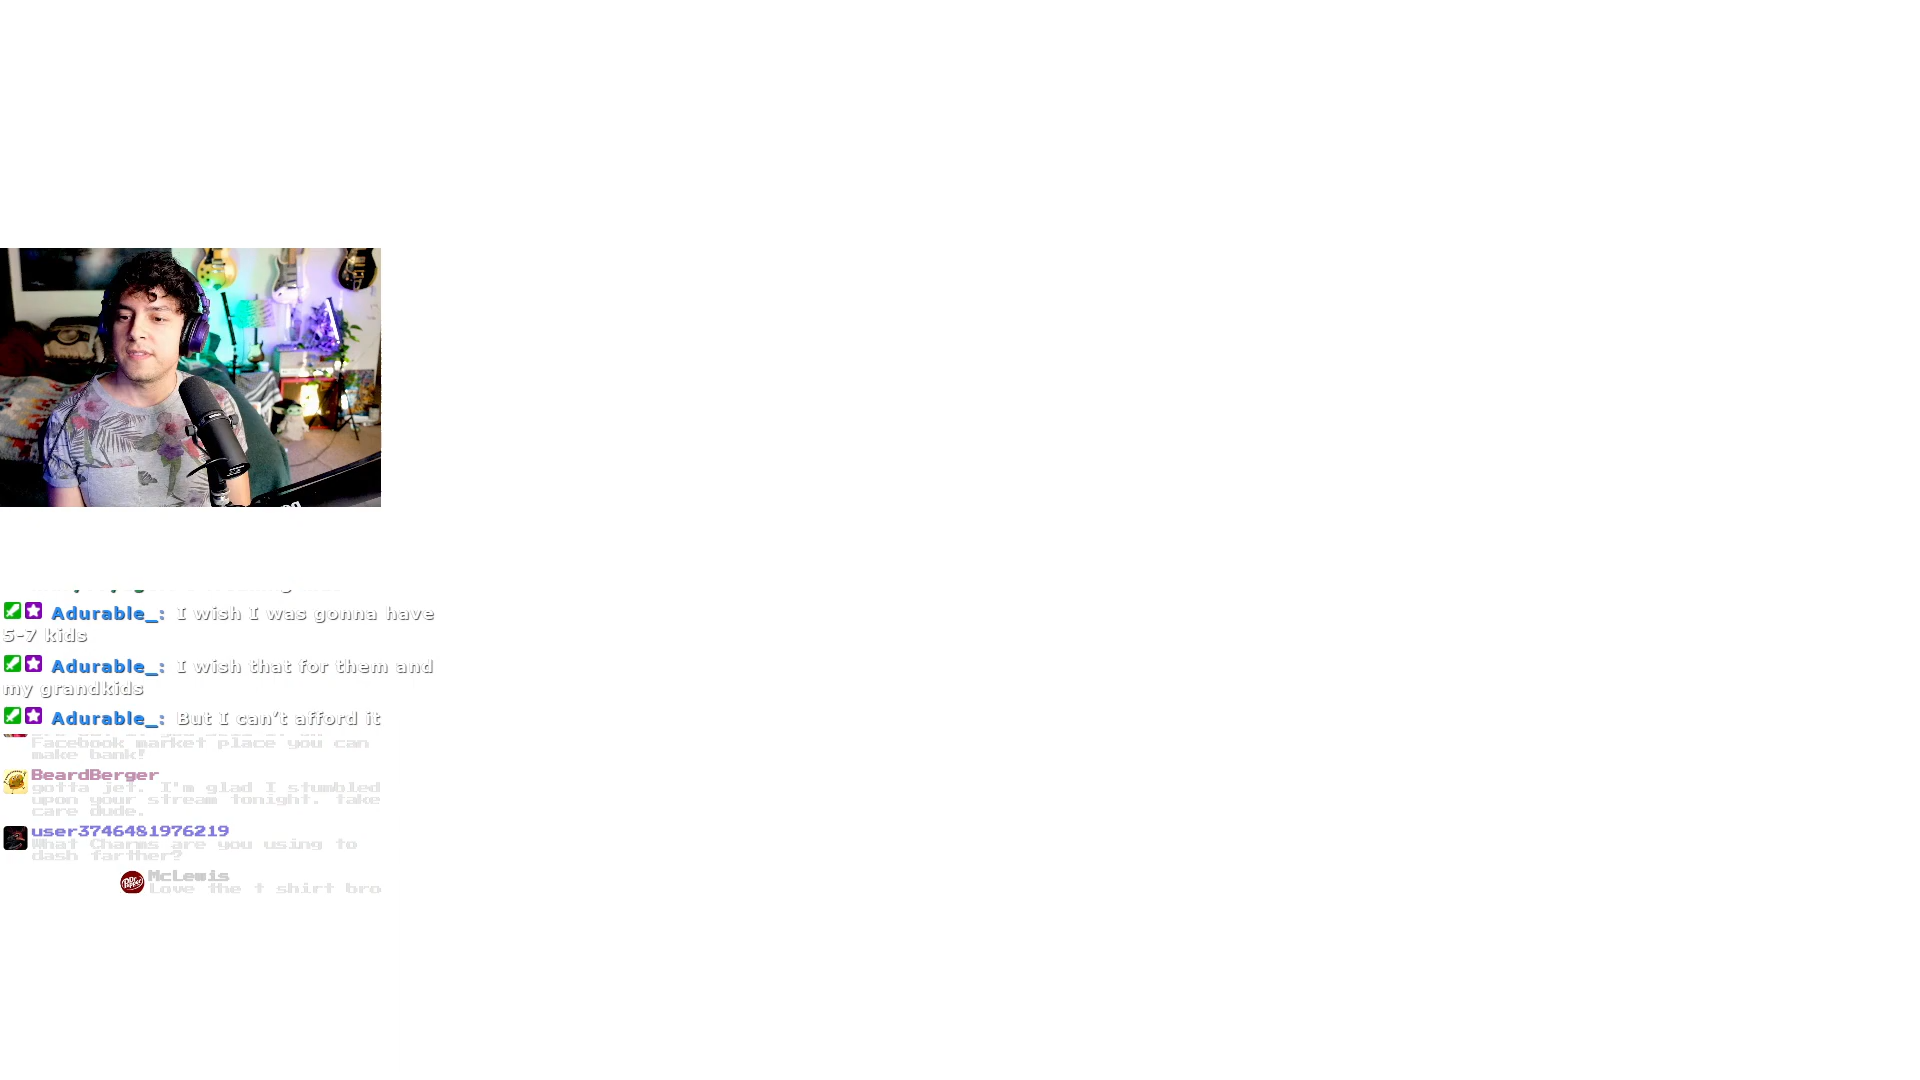 Adurable_: I wish I was gonna have
5-7 kids
Adurable_: I wish that for them and
my grandkids
Adurable_: But I can't afford it
Facebook market place you can
make bank!
BeardBerger
gotta jet. I'm glad I stumbled
upon your stream tonight. take
care dude.
user3746481976219
What Charms are you using to
dash farther?
Dr Pepper
McLewis
Love the t shirt bro